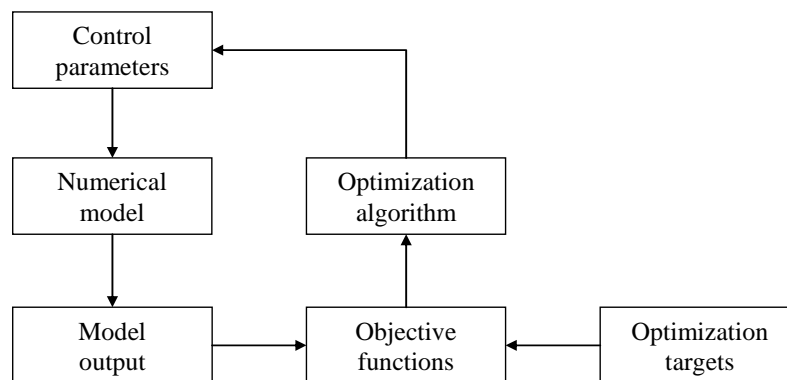 Control
parameters
Numerical
model
Optimization
algorithm
Model
output
Objective
functions
Optimization
targets